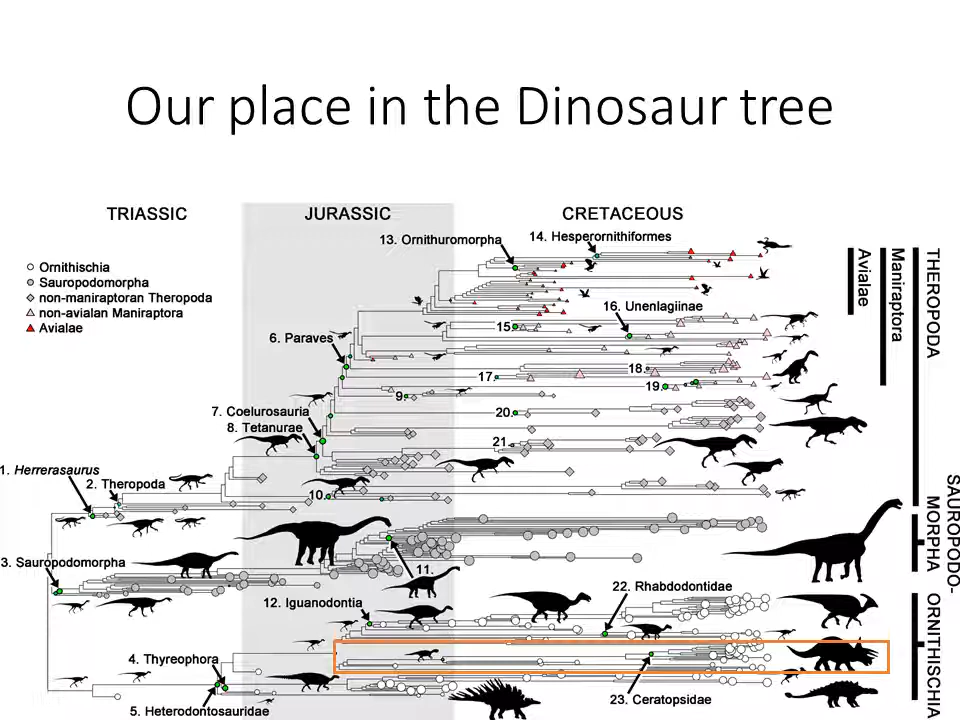 Our place in the Dinosaur tree
TRIASSIC
JURASSIC
CRETACEOUS
13. Ornithuromorpha
14. Hesperornithiformes
Ornithischia
Sauropodomorpha
non-maniraptoran Theropoda
non-avialan Maniraptora
Avialae
Avialae
Maniraptora
THEROPODA
16. Unenlagiinae
15
6. Paraves
18.
17
19.
9
7. Coelurosauria
20.
8. Tetanurae
21
1. Herrerasaurus
2. Theropoda
10
SAUROPODO-
MORPHA
3. Sauropodomorpha
11.
22. Rhabdodontidae
12. Iguanodontia
ORNITHISCHIA
4. Thyreophora
23. Ceratopsidae
5. Heterodontosauridae